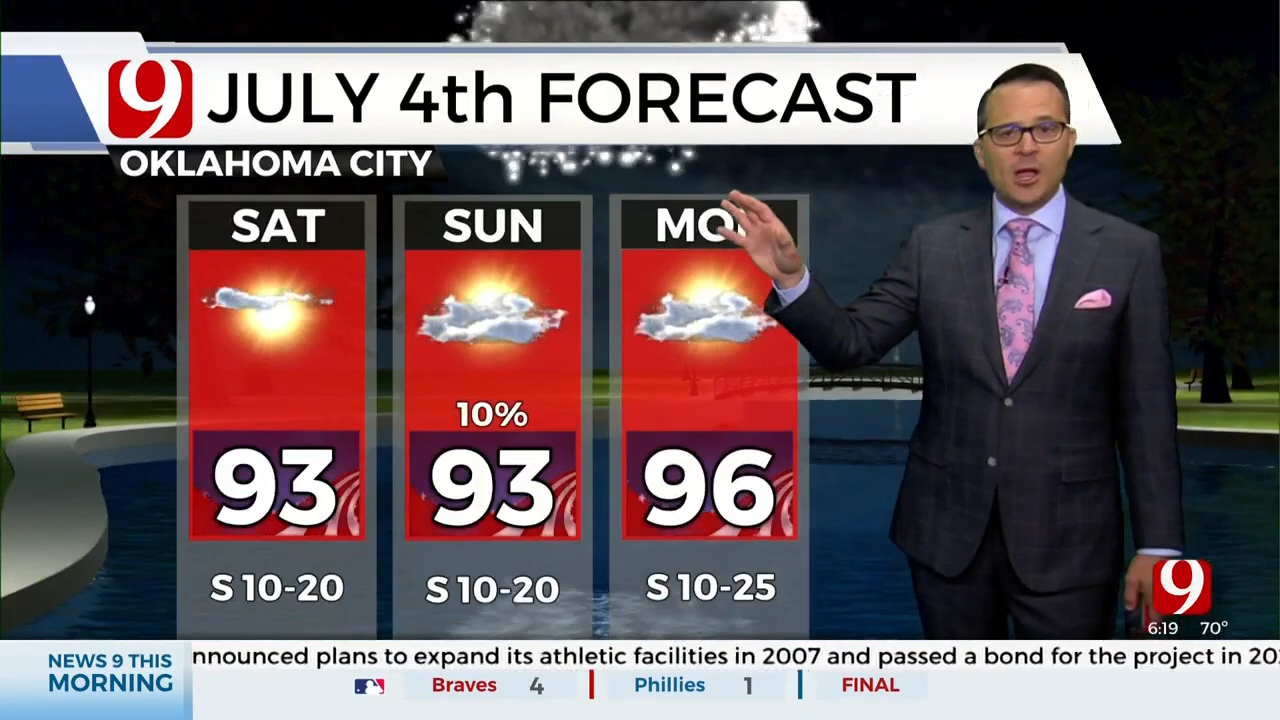 9 JULY 4th FORECAST
OKLAHOMA CITY
SAT SUN MO
10%
93 93 96
S 10-20 S 10-20 S 10-25
9
6:19 70°
NEWS 9 THIS MORNING
nnounced plans to expand its athletic facilities in 2007 and passed a bond for the project in 20
Braves 4 Phillies 1 FINAL